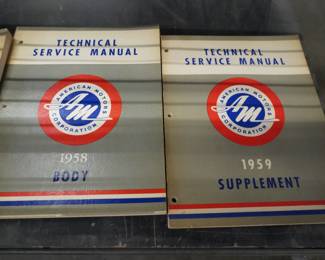 TECHNICAL
SERVICE MANUAL
AMERICAN MOTORS
AM
CORPORATION
1958
BODY
TECHNICAL
SERVICE MANUAL
AMERICAN MOTORS
AM
CORPORATION
1959
SUPPLEMENT